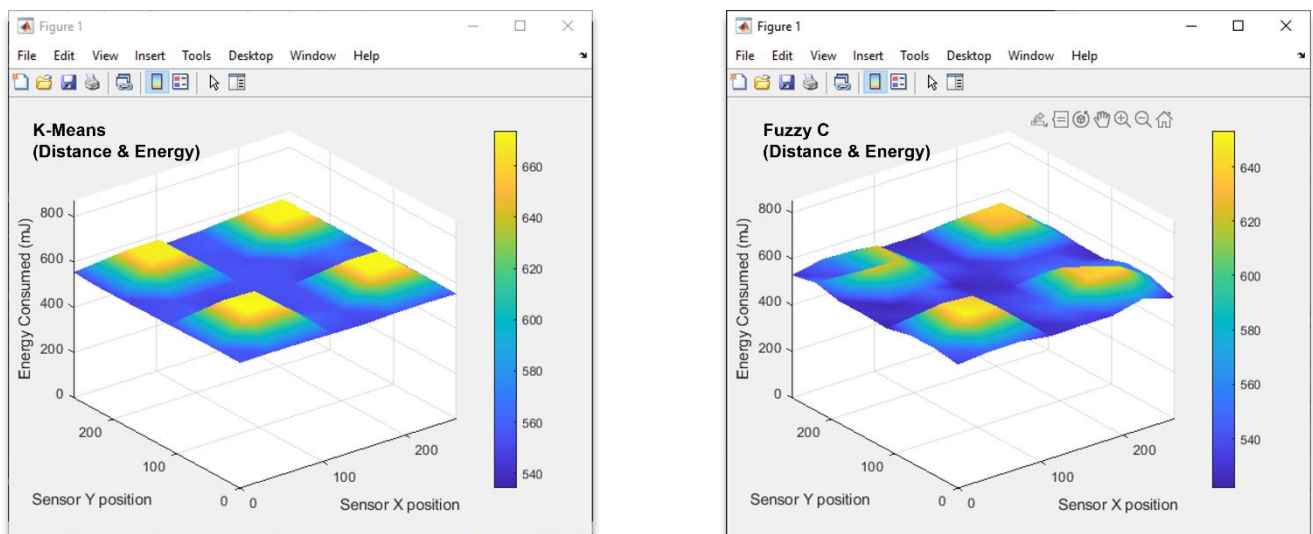 Figure 1
File Edit View Insert Tools Desktop Window Help
K-Means
(Distance & Energy)
Energy Consumed (mJ)
800
600
400
200
0
200
100
0
Sensor Y position
0
100
200
Sensor X position
660
640
620
600
580
560
540
Figure 1
File Edit View Insert Tools Desktop Window Help
Fuzzy C
(Distance & Energy)
Energy Consumed (mJ)
800
600
400
200
0
200
100
0
Sensor Y position
0
100
200
Sensor X position
640
620
600
580
560
540